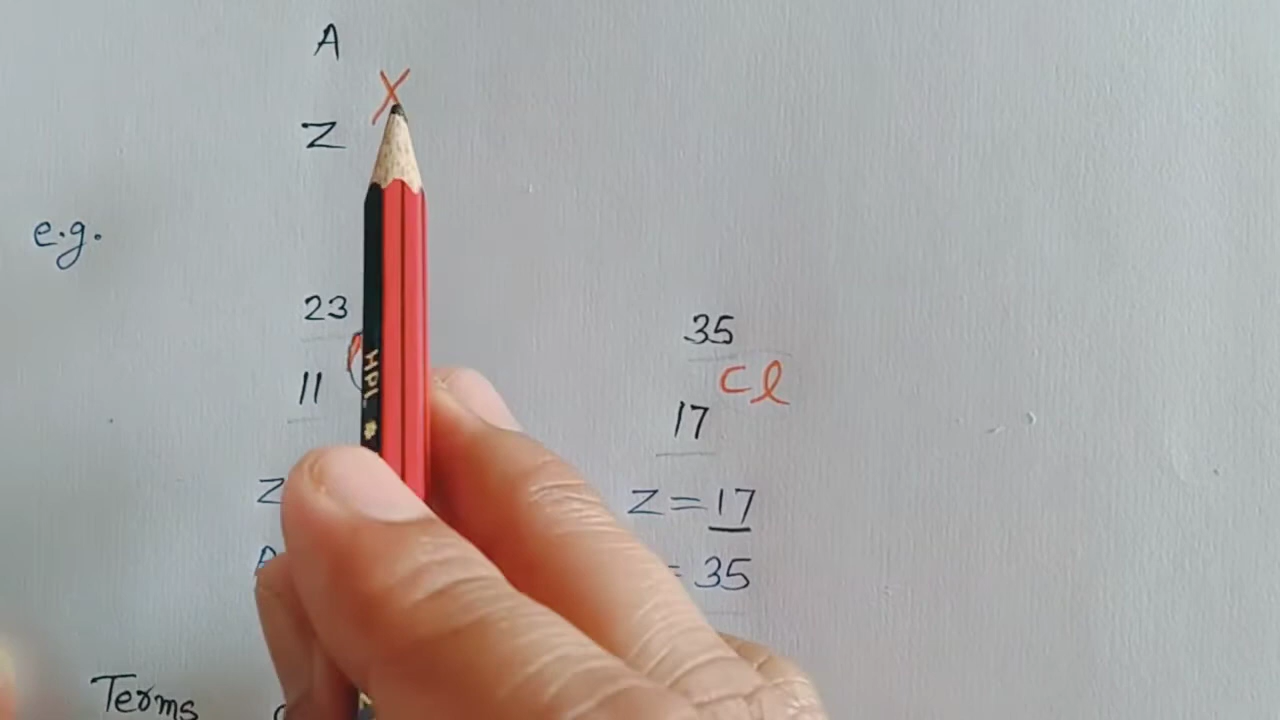 A
X
Z
e.g.
23
35
Cl
11
17
HPL
Z
Z = 17
A
= 35
Terms